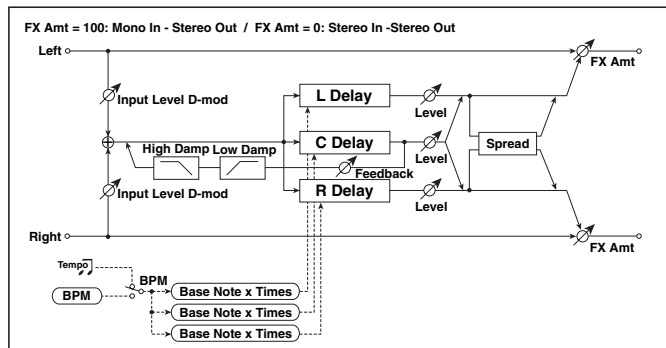 FX Amt = 100: Mono In - Stereo Out / FX Amt = 0: Stereo In -Stereo Out
Left
FX Amt
Input Level D-mod
L Delay
Level
High Damp
Low Damp
C Delay
Level
Spread
Feedback
Input Level D-mod
R Delay
Level
Right
FX Amt
Tempo
BPM
BPM
Base Note x Times
Base Note x Times
Base Note x Times